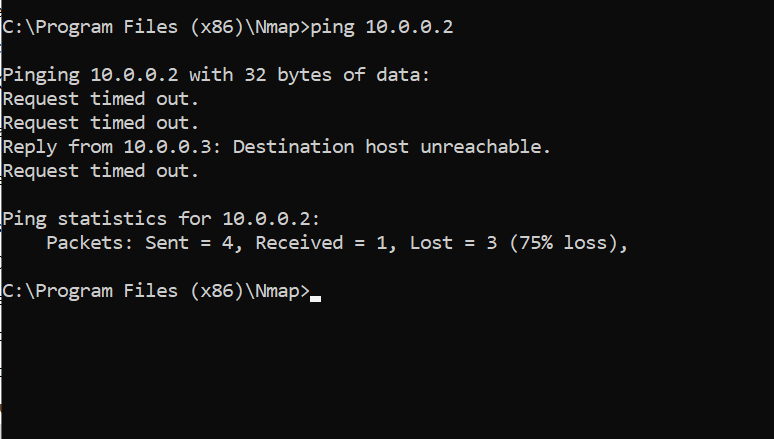 C:\Program Files (x86)\Nmap>ping 10.0.0.2
Pinging 10.0.0.2 with 32 bytes of data:
Request timed out.
Request timed out.
Reply from 10.0.0.3: Destination host unreachable.
Request timed out.
Ping statistics for 10.0.0.2:
    Packets: Sent = 4, Received = 1, Lost = 3 (75% loss),
C:\Program Files (x86)\Nmap>